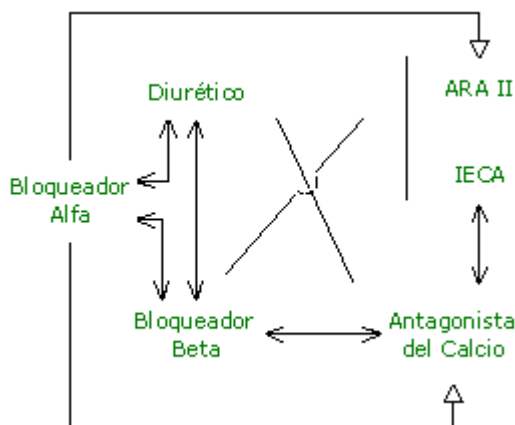 Diurético
ARA II
Bloqueador
Alfa
IECA
Bloqueador
Beta
Antagonista
del Calcio